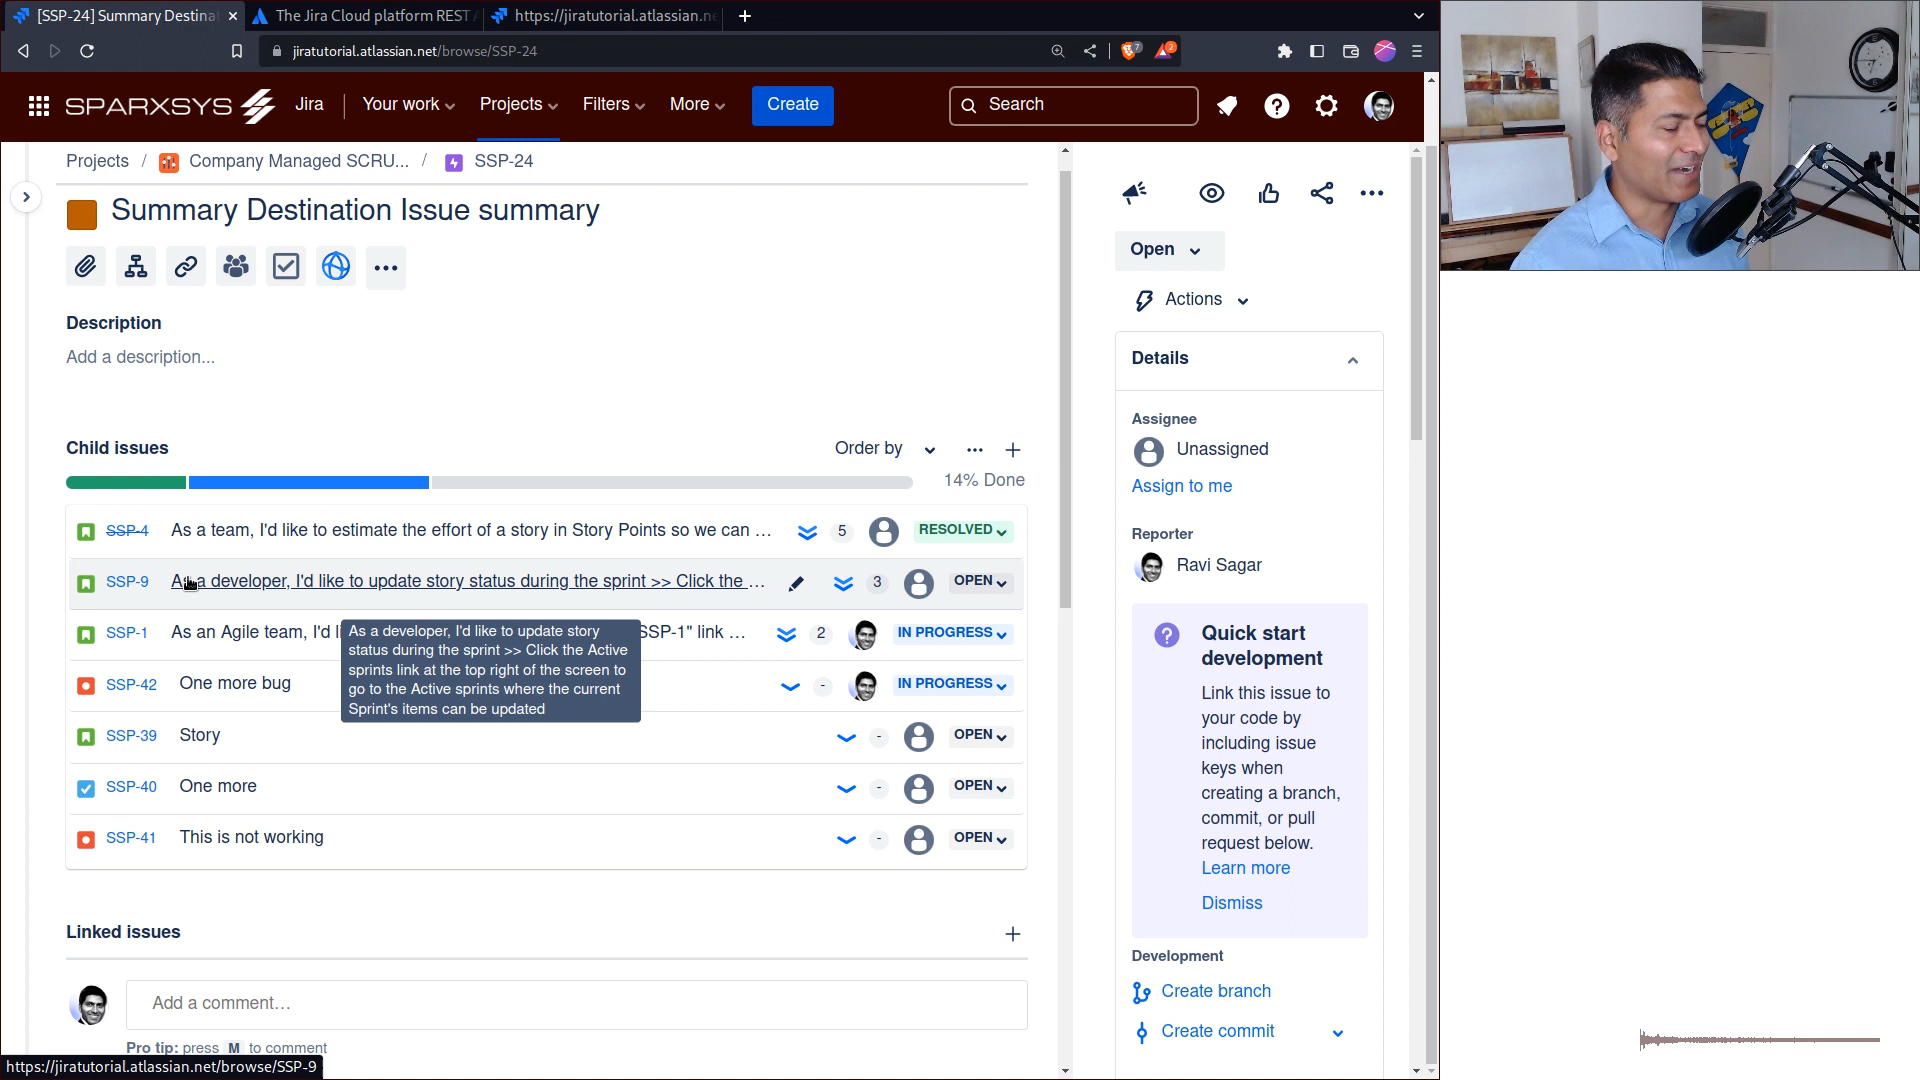 [SSP-24] Summary Destina
The Jira Cloud platform REST
https://jiratutorial.atlassian.n
jiratutorial.atlassian.net/browse/SSP-24
7
2
SPARXSYS
Jira
Your work
Projects
Filters
More
Create
Search
Projects / Company Managed SCRU... / SSP-24
Summary Destination Issue summary
Description
Add a description...
Child issues
Order by
14% Done
SSP-4 As a team, I'd like to estimate the effort of a story in Story Points so we can ... 5 RESOLVED
SSP-9 As a developer, I'd like to update story status during the sprint >> Click the ... 3 OPEN
SSP-1 As an Agile team, I'd li SSP-1" link ... 2 IN PROGRESS
As a developer, I'd like to update story
status during the sprint >> Click the Active
sprints link at the top right of the screen to
go to the Active sprints where the current
Sprint's items can be updated
SSP-42 One more bug - IN PROGRESS
SSP-39 Story - OPEN
SSP-40 One more - OPEN
SSP-41 This is not working - OPEN
Linked issues
Add a comment...
Pro tip: press M to comment
https://jiratutorial.atlassian.net/browse/SSP-9
Open
Actions
Details
Assignee
Unassigned
Assign to me
Reporter
Ravi Sagar
Quick start
development
Link this issue to
your code by
including issue
keys when
creating a branch,
commit, or pull
request below.
Learn more
Dismiss
Development
Create branch
Create commit